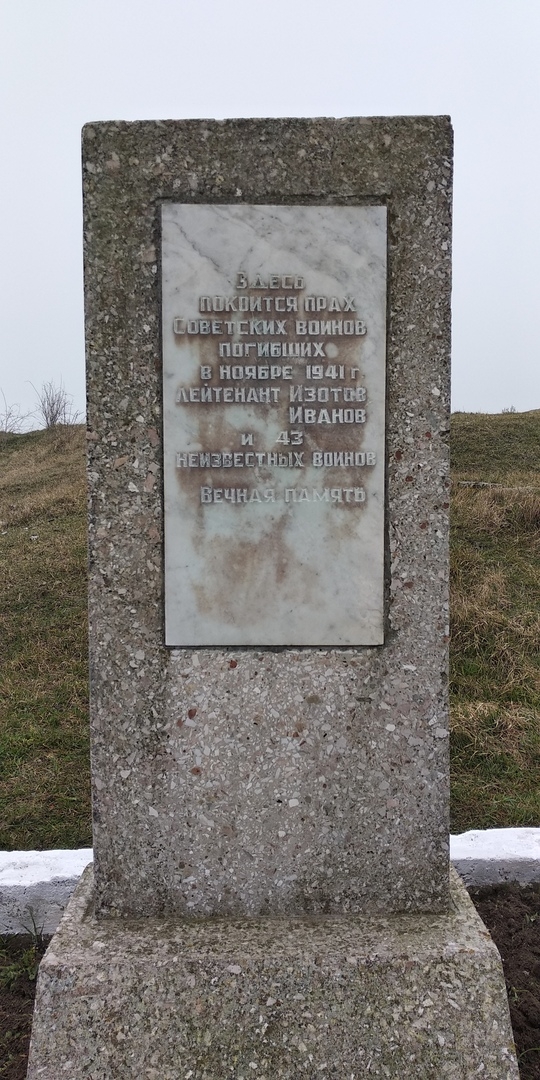 Здесь
покоится прах
Советских воинов
погибших
в ноябре 1941 г.
лейтенант Изотов
Иванов
и 43
неизвестных воинов
Вечная память